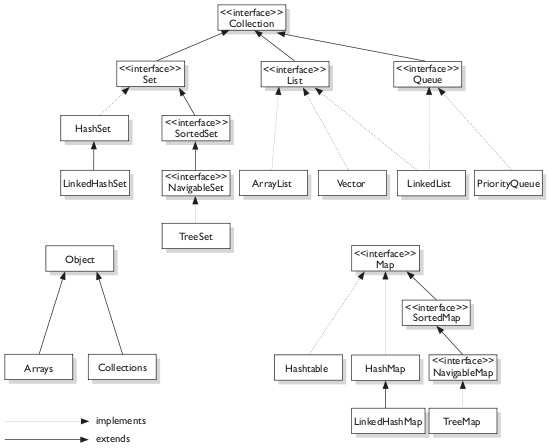 <<interface>>
Collection
<<interface>>
Set
<<interface>>
List
<<interface>>
Queue
HashSet
<<interface>>
SortedSet
LinkedHashSet
<<interface>>
NavigableSet
ArrayList
Vector
LinkedList
PriorityQueue
TreeSet
Object
<<interface>>
Map
<<interface>>
SortedMap
Arrays
Collections
Hashtable
HashMap
<<interface>>
NavigableMap
LinkedHashMap
TreeMap
implements
extends